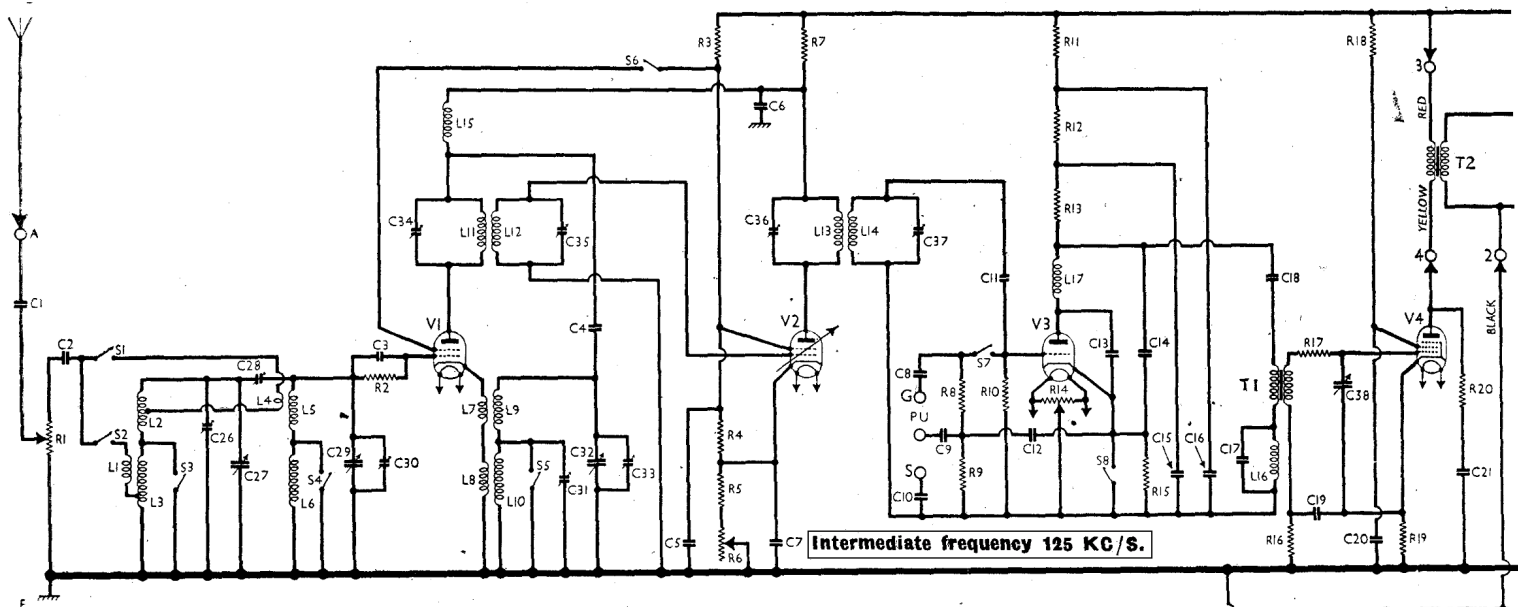 R3
R7
R11
R18
S6
3
C6
RED
L15
R12
T2
R13
C34
L11
L12
C35
C36
L13
L14
C37
YELLOW
A
4
2
C11
L17
C18
C1
V1
C4
V2
V3
V4
BLACK
C2
S1
C3
C13
C14
R17
C28
R2
S7
C8
R14
T1
L4
G
R8
R10
C38
R20
L2
L5
L7
L9
PU
C26
R1
S2
C27
S3
R4
C9
C12
C15
C16
C17
L1
C29
C30
S5
C32
C33
S
R9
S8
L16
C21
L3
S4
L8
L10
C31
R5
C10
R15
L6
C19
C5
R6
C7
Intermediate frequency 125 KC/S.
R16
C20
R19